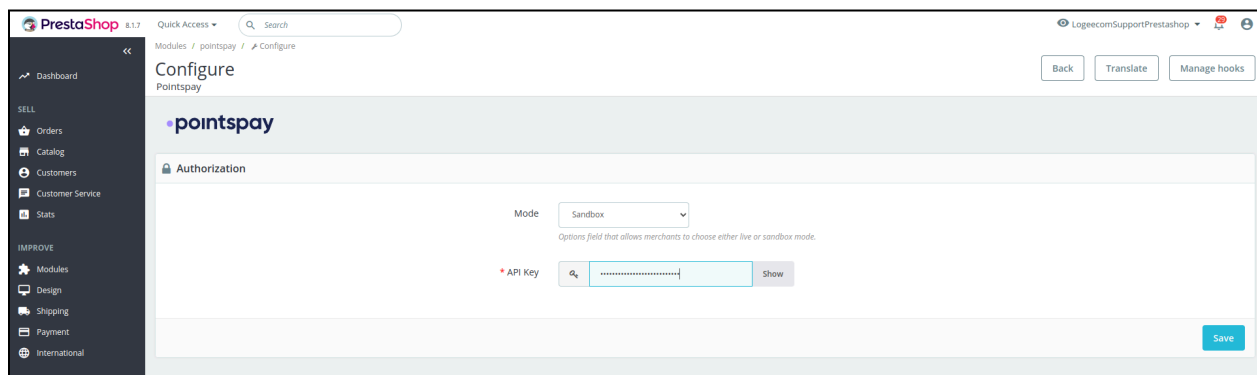 PrestaShop 8.1.7 Quick Access Search LogeecomSupportPrestashop 29
Modules / pointspay / Configure
Configure
Pointspay
Back Translate Manage hooks
Dashboard
SELL
Orders
Catalog
Customers
Customer Service
Stats
IMPROVE
Modules
Design
Shipping
Payment
International
pointspay
Authorization
Mode Sandbox
Options field that allows merchants to choose either live or sandbox mode.
* API Key Show
Save